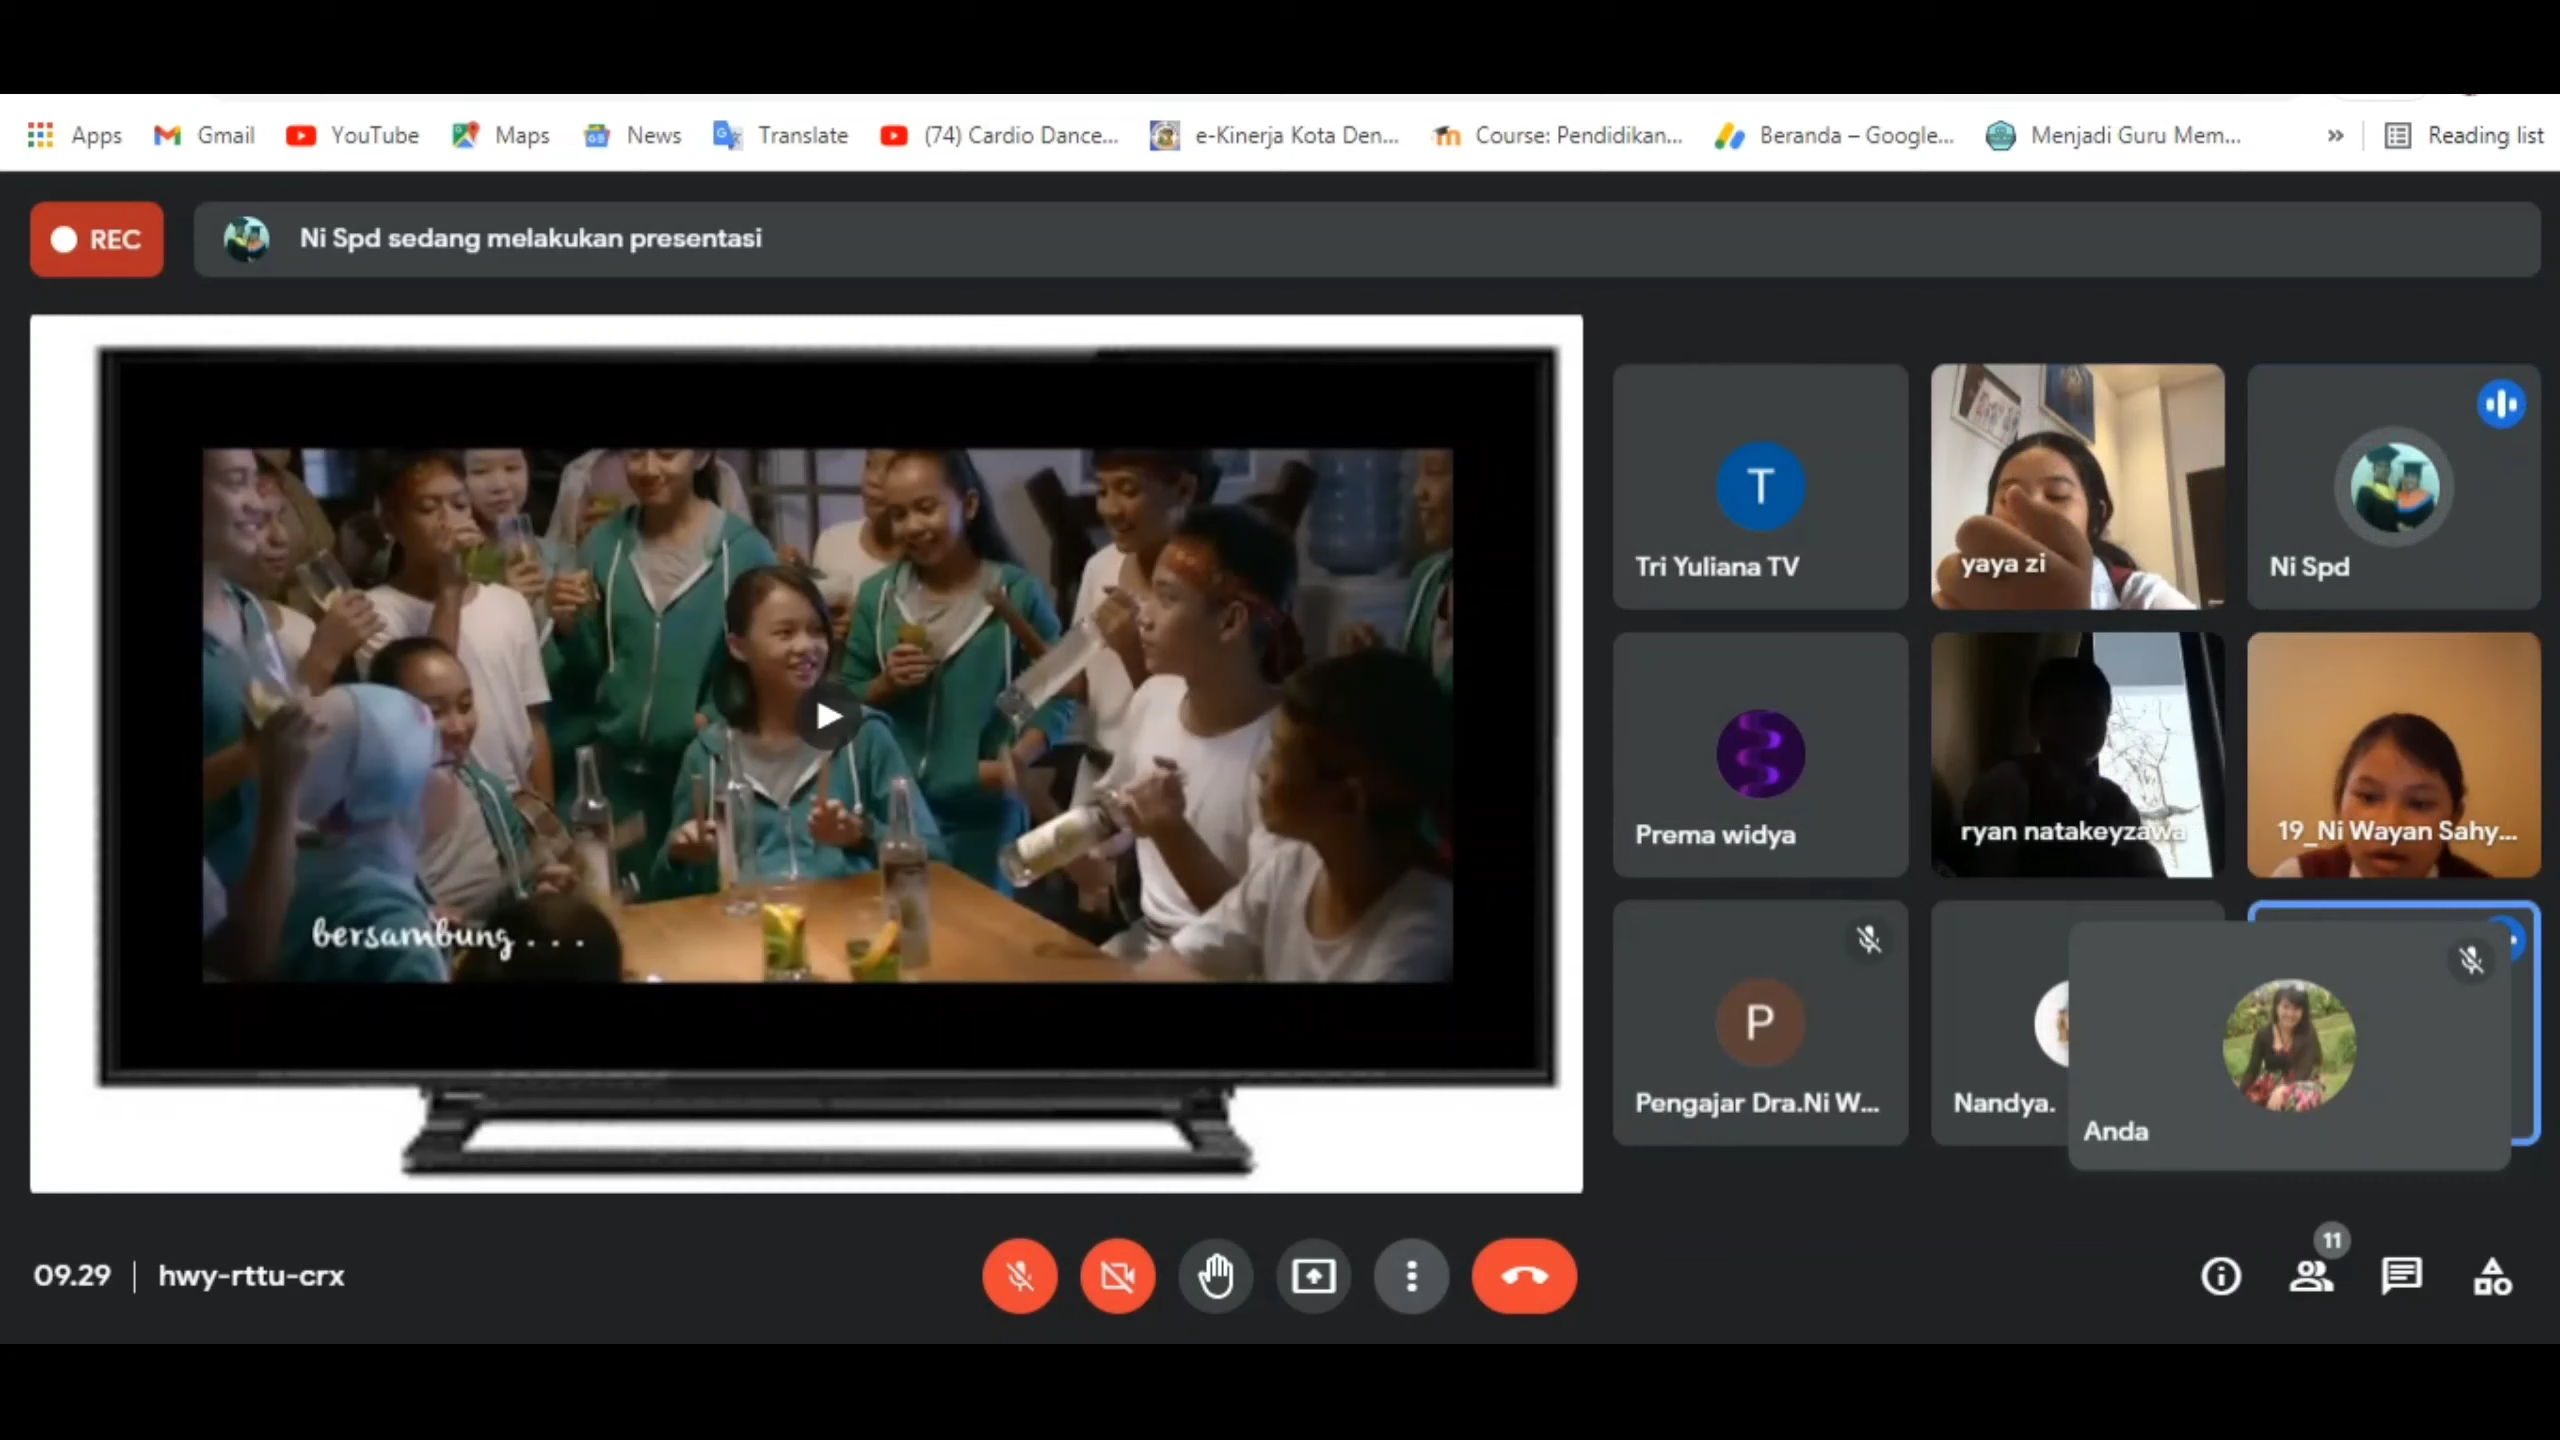 Apps Gmail YouTube Maps News Translate (74) Cardio Dance... e-Kinerja Kota Den... Course: Pendidikan... Beranda – Google... Menjadi Guru Mem... » Reading list
REC Ni Spd sedang melakukan presentasi
bersambung . . .
T
Tri Yuliana TV
yaya zi
Ni Spd
Prema widya
ryan natakeyzawa
19_Ni Wayan Sahy...
P
Pengajar Dra.Ni W...
Nandya.
Anda
09.29 | hwy-rttu-crx
11